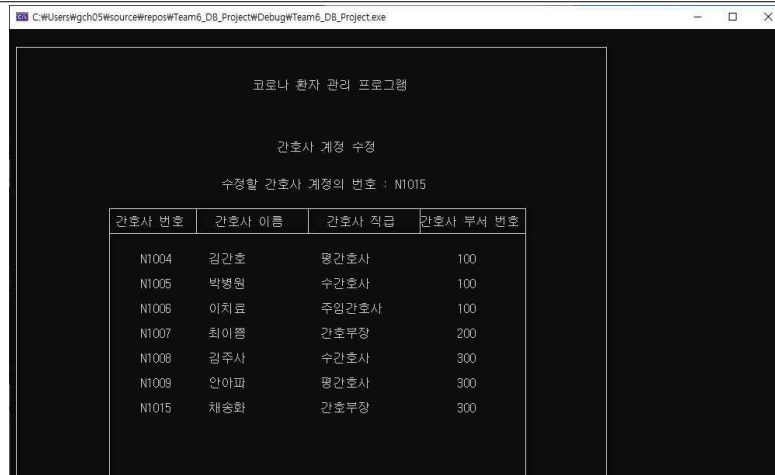 C:₩Users₩gch05₩source₩repos₩Team6_DB_Project₩Debug₩Team6_DB_Project.exe
코로나 환자 관리 프로그램
간호사 계정 수정
수정할 간호사 계정의 번호 : N1015
간호사 번호 간호사 이름 간호사 직급 간호사 부서 번호
N1004 김간호 평간호사 100
N1005 박병원 수간호사 100
N1006 이치료 주임간호사 100
N1007 최이쁨 간호부장 200
N1008 김주사 수간호사 300
N1009 안아파 평간호사 300
N1015 채송화 간호부장 300